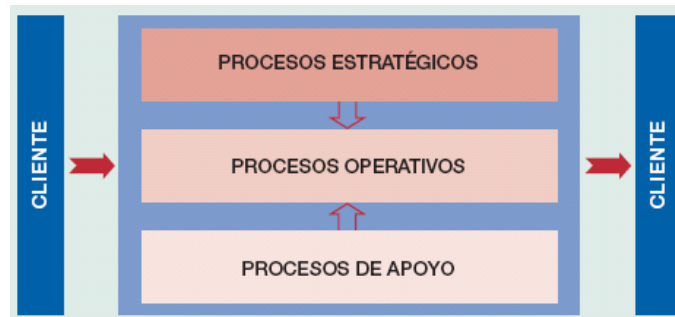 CLIENTE
PROCESOS ESTRATÉGICOS
PROCESOS OPERATIVOS
PROCESOS DE APOYO
CLIENTE